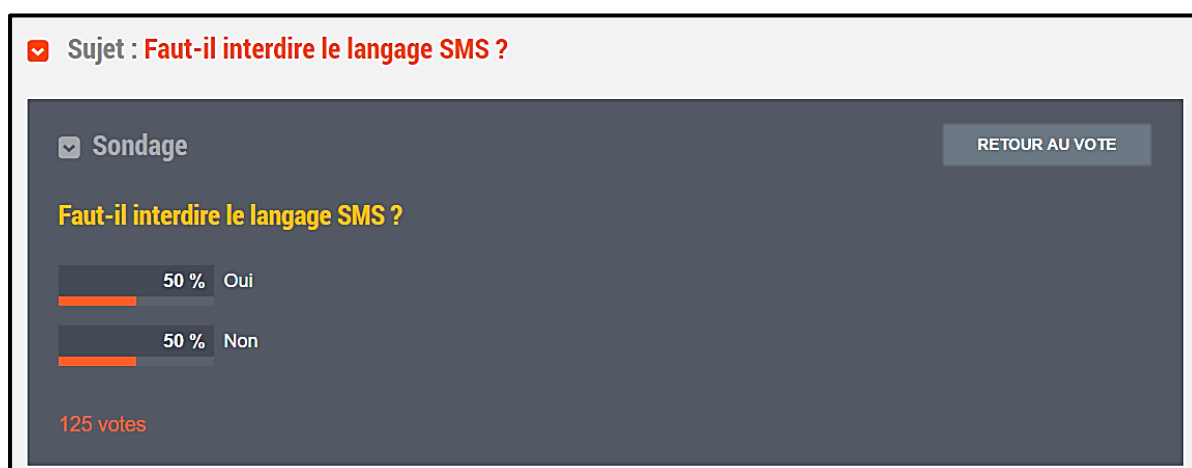 Sujet : Faut-il interdire le langage SMS ?
Sondage
RETOUR AU VOTE
Faut-il interdire le langage SMS ?
50 % Oui
50 % Non
125 votes